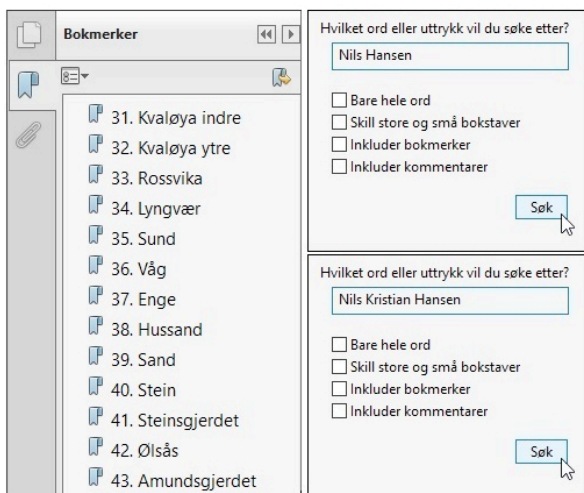 Bokmerker
31. Kvaløya indre
32. Kvaløya ytre
33. Rossvika
34. Lyngvær
35. Sund
36. Våg
37. Enge
38. Hussand
39. Sand
40. Stein
41. Steinsgjerdet
42. Ølsås
43. Amundsgjerdet
Hvilket ord eller uttrykk vil du søke etter?
Nils Hansen
Bare hele ord
Skill store og små bokstaver
Inkluder bokmerker
Inkluder kommentarer
Søk
Hvilket ord eller uttrykk vil du søke etter?
Nils Kristian Hansen
Bare hele ord
Skill store og små bokstaver
Inkluder bokmerker
Inkluder kommentarer
Søk